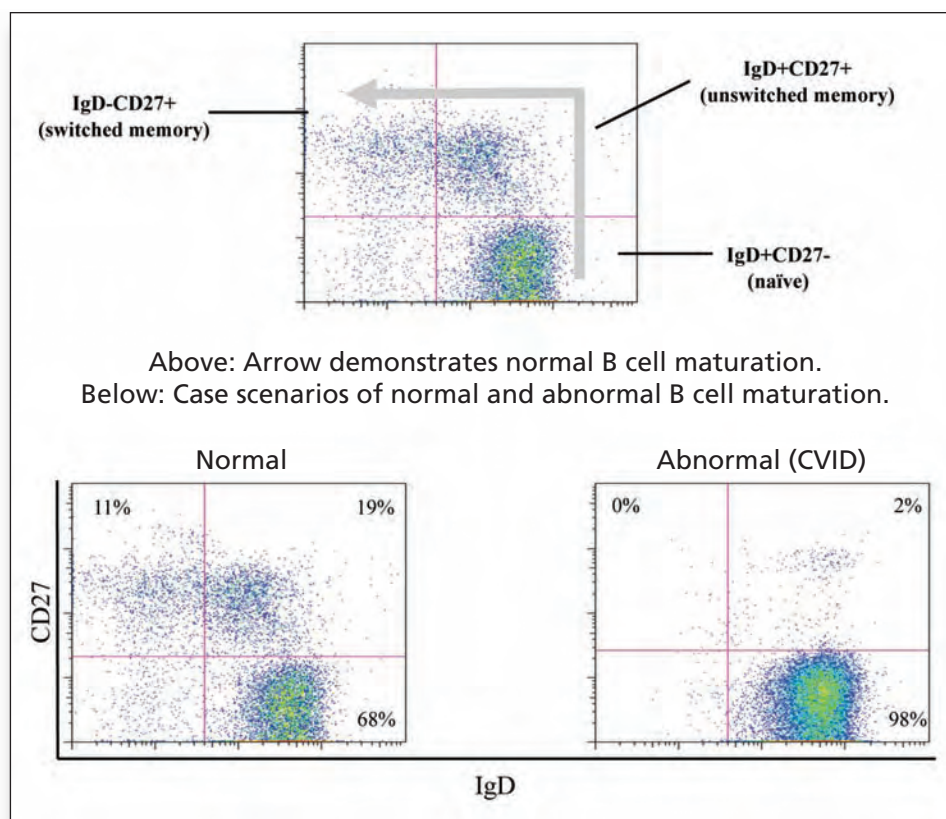 IgD-CD27+
(switched memory)
IgD+CD27+
(unswitched memory)
IgD+CD27-
(naïve)
Above: Arrow demonstrates normal B cell maturation.
Below: Case scenarios of normal and abnormal B cell maturation.
Normal
Abnormal (CVID)
11%
19%
68%
0%
2%
98%
CD27
IgD